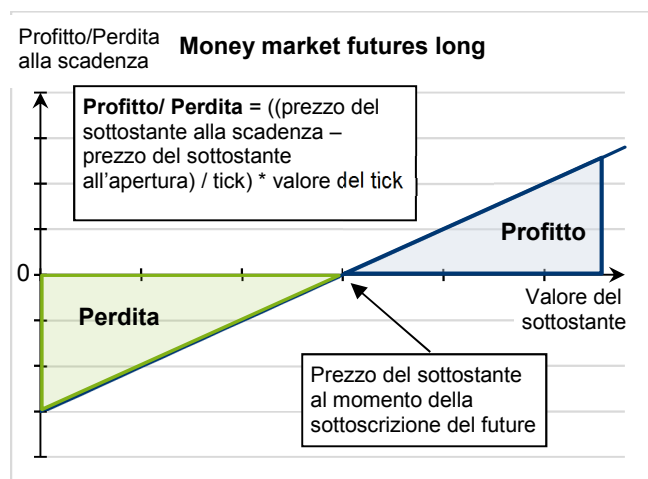 Profitto/Perdita
alla scadenza
Money market futures long
Profitto/ Perdita = ((prezzo del
sottostante alla scadenza –
prezzo del sottostante
all'apertura) / tick) * valore del tick
Profitto
0
Perdita
Valore del
sottostante
Prezzo del sottostante
al momento della
sottoscrizione del future